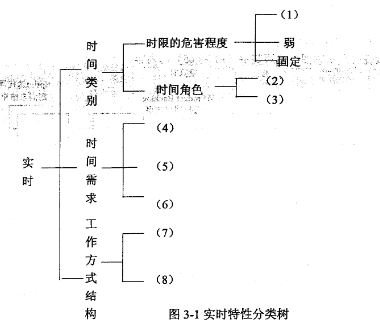 实时
时间类别
时限的危害程度
(1)
弱
固定
时间角色
(2)
(3)
时间需求
(4)
(5)
(6)
工作方式结构
(7)
(8)
图 3-1 实时特性分类树